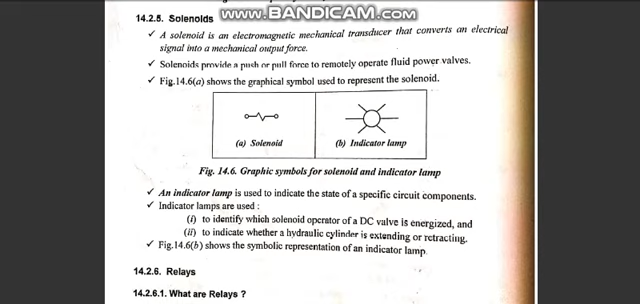 www.BANDICAM.com
14.2.5. Solenoids
✓ A solenoid is an electromagnetic mechanical transducer that converts an electrical
signal into a mechanical output force.
✓ Solenoids provide a push or pull force to remotely operate fluid power valves.
✓ Fig.14.6(a) shows the graphical symbol used to represent the solenoid.
(a) Solenoid
(b) Indicator lamp
Fig. 14.6. Graphic symbols for solenoid and indicator lamp
✓ An indicator lamp is used to indicate the state of a specific circuit components.
✓ Indicator lamps are used :
(i) to identify which solenoid operator of a DC valve is energized, and
(ii) to indicate whether a hydraulic cylinder is extending or retracting.
✓ Fig.14.6(b) shows the symbolic representation of an indicator lamp.
14.2.6. Relays
14.2.6.1. What are Relays ?